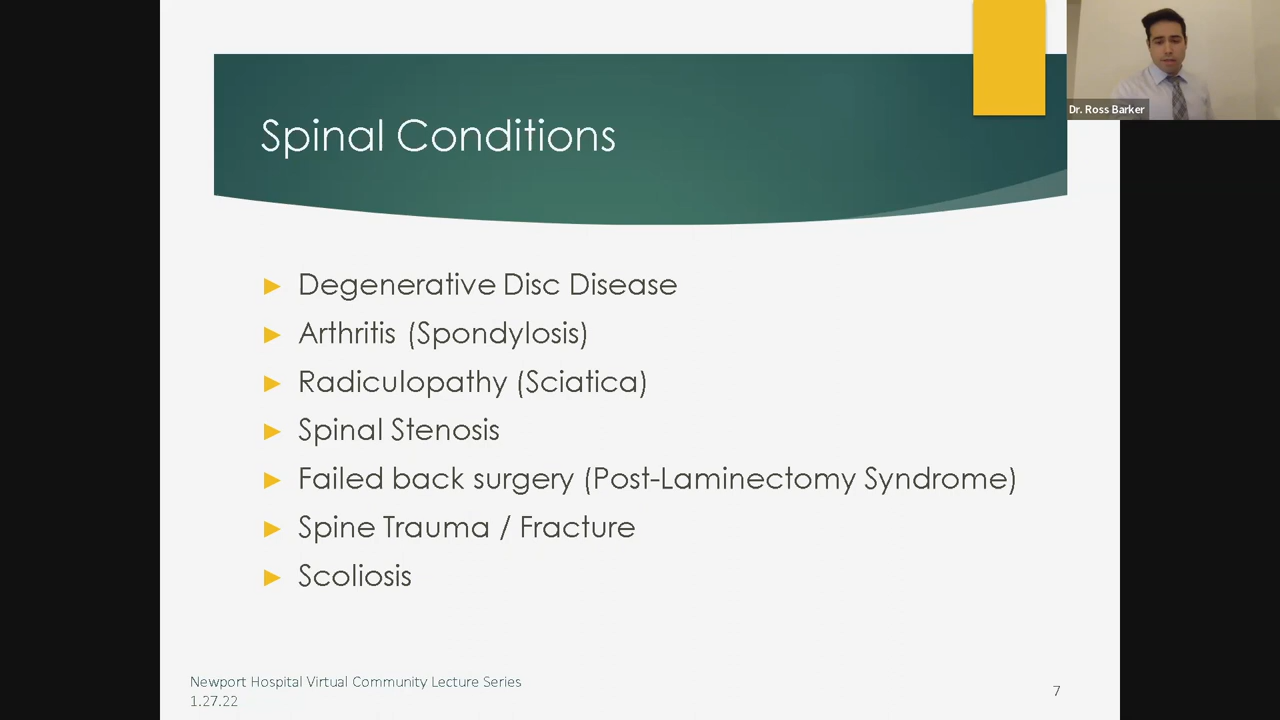 Spinal Conditions
Dr. Ross Barker
► Degenerative Disc Disease
► Arthritis (Spondylosis)
► Radiculopathy (Sciatica)
► Spinal Stenosis
► Failed back surgery (Post-Laminectomy Syndrome)
► Spine Trauma / Fracture
► Scoliosis
Newport Hospital Virtual Community Lecture Series
1.27.22
7